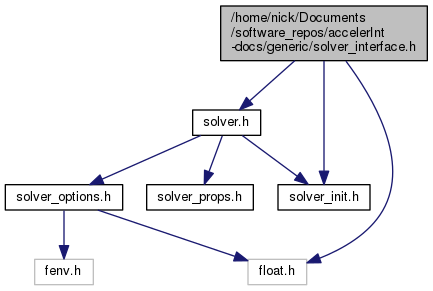 /home/nick/Documents
/software_repos/accelerInt
-docs/generic/solver_interface.h
solver.h
solver_options.h
solver_props.h
solver_init.h
fenv.h
float.h